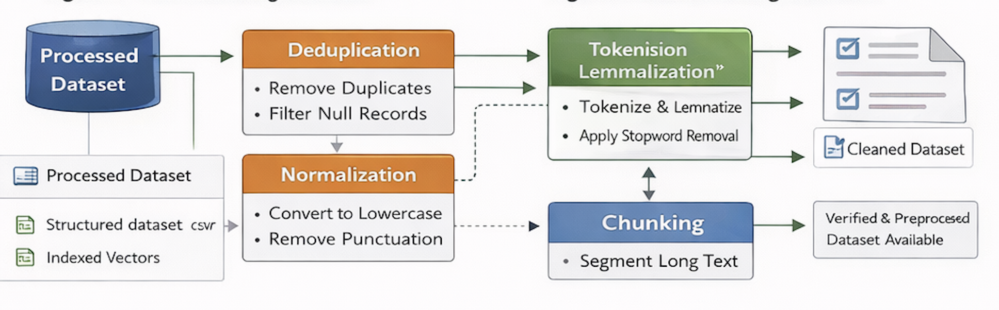 Processed
Dataset
Processed Dataset
Structured dataset csvr
Indexed Vectors
Deduplication
• Remove Duplicates
• Filter Null Records
Normalization
• Convert to Lowercase
• Remove Punctuation
Tokenision
Lemmalization”
• Tokenize & Lemnatize
• Apply Stopword Removal
Chunking
• Segment Long Text
Cleaned Dataset
Verified & Preprocesed
Dataset Available